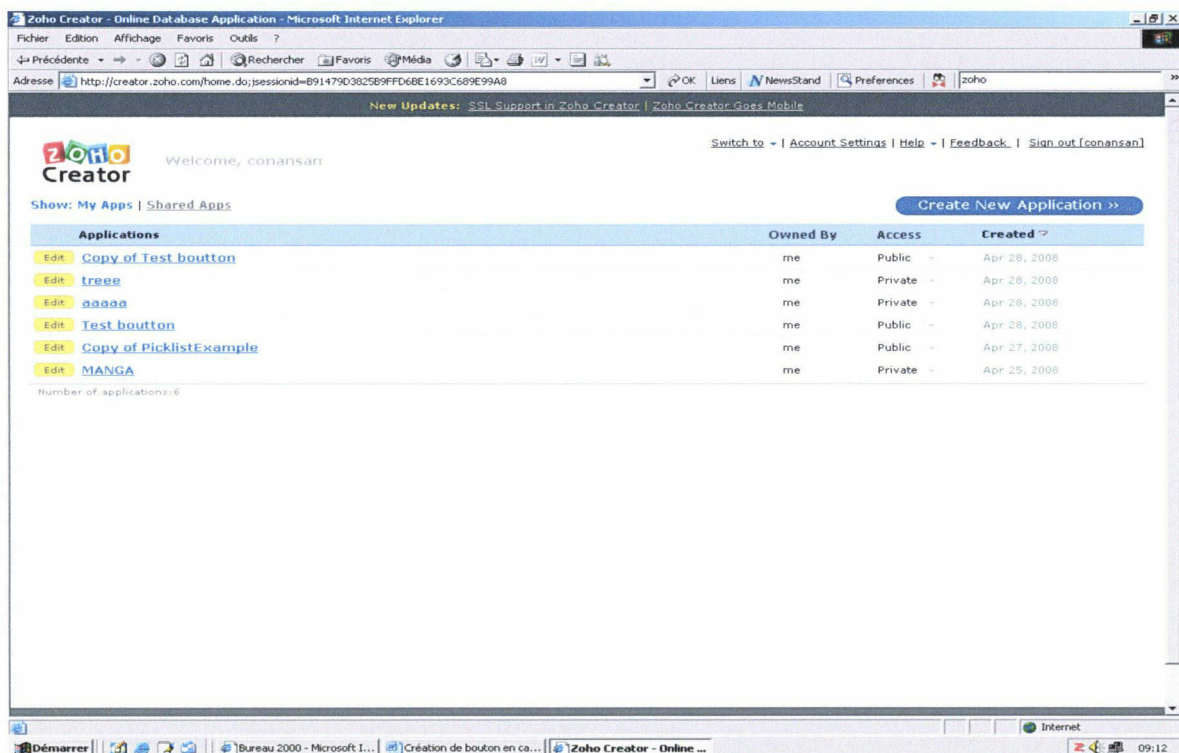 Zoho Creator - Online Database Application - Microsoft Internet Explorer
Fichier Edition Affichage Favoris Outils ?
Précédente Rechercher Favoris Média
Adresse http://creator.zoho.com/home.do;jsessionid=B91479D3825B9FFD6BE1693C689E99A8 OK Liens NewsStand Preferences zoho »
New Updates: SSL Support in Zoho Creator | Zoho Creator Goes Mobile
ZOHO Creator
Welcome, conansan
Switch to | Account Settings | Help | Feedback | Sign out [conansan]
Show: My Apps | Shared Apps
Create New Application »
Applications Owned By Access Created
Edit Copy of Test boutton me Public Apr 28, 2008
Edit treee me Private Apr 28, 2008
Edit aaaaa me Private Apr 28, 2008
Edit Test boutton me Public Apr 28, 2008
Edit Copy of PicklistExample me Public Apr 27, 2008
Edit MANGA me Private Apr 25, 2008
Number of applications:6
Internet
Démarrer Bureau 2000 - Microsoft I... Création de bouton en ca... Zoho Creator - Online ... 09:12